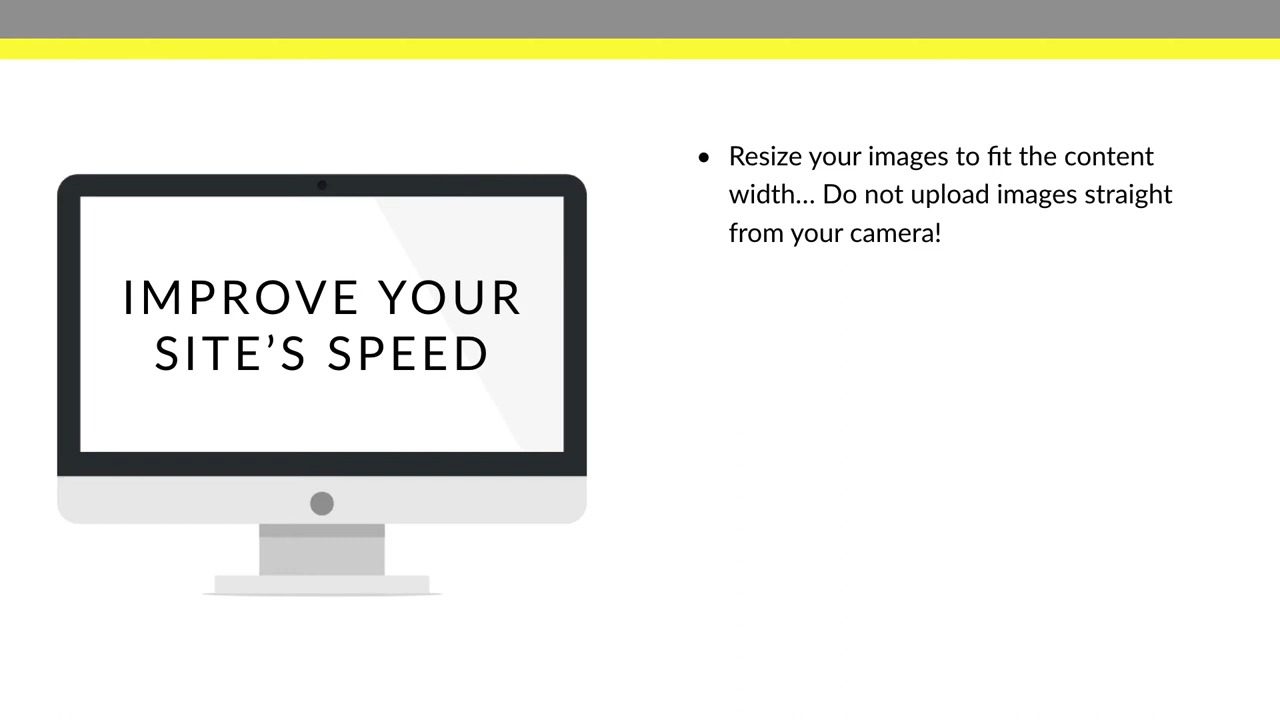 IMPROVE YOUR
SITE’S SPEED
• Resize your images to fit the content
width... Do not upload images straight
from your camera!